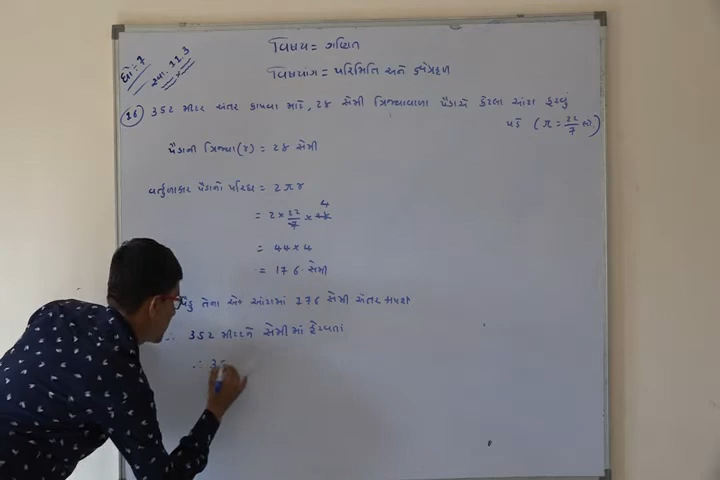 ધો: 7
સ્વા. 11.3
વિષય = ગણિત
વિષયાંગ = પરિમિતિ અને ક્ષેત્રફળ
(16) 352 મીટર અંતર કાપવા માટે, 28 સેમી ત્રિજ્યાવાળા પૈડાએ કેટલા આંટા ફરવું
પડે (π = 22/7 લો.)
પૈડાની ત્રિજ્યા (r) = 28 સેમી
વર્તુળાકાર પૈડાનો પરિઘ = 2πr
= 2 × 22/7 × 28 4
= 44 × 4
= 176 સેમી
પૈડુ તેના એક આંટામાં 176 સેમી અંતર કાપશે
∴ 352 મીટરને સેમીમાં ફેરવતાં
∴ 35